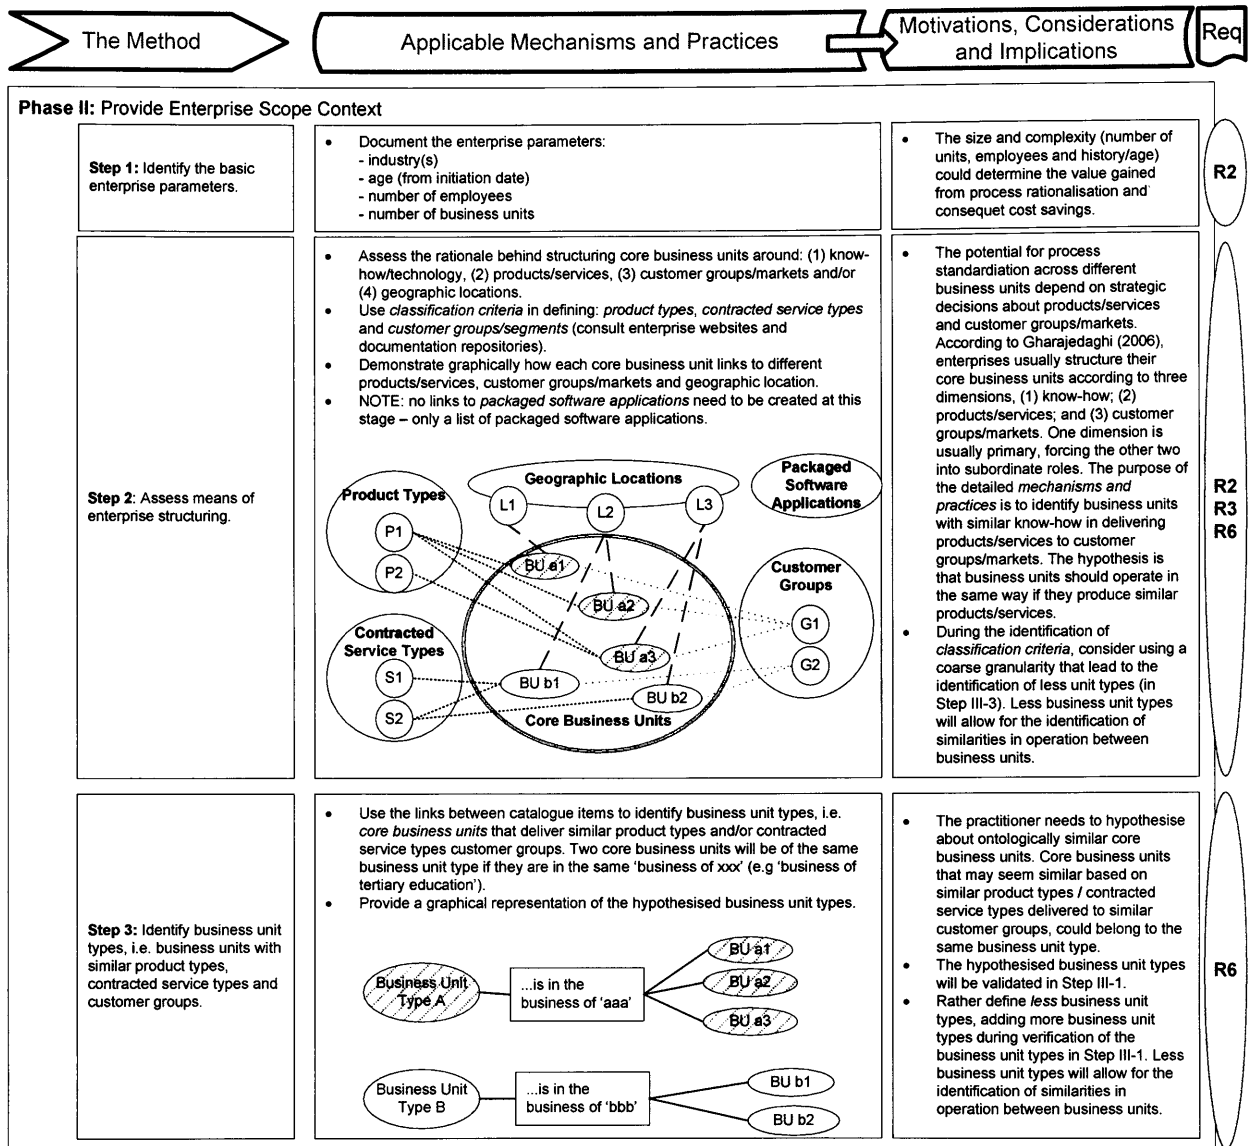 The Method
Applicable Mechanisms and Practices
Motivations, Considerations
and Implications
Req
Phase II: Provide Enterprise Scope Context
Step 1: Identify the basic
enterprise parameters.
• Document the enterprise parameters:
- industry(s)
- age (from initiation date)
- number of employees
- number of business units
• The size and complexity (number of
units, employees and history/age)
could determine the value gained
from process rationalisation and
consequet cost savings.
R2
Step 2: Assess means of
enterprise structuring.
• Assess the rationale behind structuring core business units around: (1) know-
how/technology, (2) products/services, (3) customer groups/markets and/or
(4) geographic locations.
• Use classification criteria in defining: product types, contracted service types
and customer groups/segments (consult enterprise websites and
documentation repositories).
• Demonstrate graphically how each core business unit links to different
products/services, customer groups/markets and geographic location.
• NOTE: no links to packaged software applications need to be created at this
stage – only a list of packaged software applications.
Geographic Locations
L1
L2
L3
Packaged
Software
Applications
Product Types
P1
P2
Contracted
Service Types
S1
S2
BU a1
BU a2
BU a3
BU b1
BU b2
Core Business Units
Customer
Groups
G1
G2
• The potential for process
standardiation across different
business units depend on strategic
decisions about products/services
and customer groups/markets.
According to Gharajedaghi (2006),
enterprises usually structure their
core business units according to three
dimensions, (1) know-how; (2)
products/services; and (3) customer
groups/markets. One dimension is
usually primary, forcing the other two
into subordinate roles. The purpose of
the detailed mechanisms and
practices is to identify business units
with similar know-how in delivering
products/services to customer
groups/markets. The hypothesis is
that business units should operate in
the same way if they produce similar
products/services.
• During the identification of
classification criteria, consider using a
coarse granularity that lead to the
identification of less unit types (in
Step III-3). Less business unit types
will allow for the identification of
similarities in operation between
business units.
R2
R3
R6
Step 3: Identify business unit
types, i.e. business units with
similar product types,
contracted service types and
customer groups.
• Use the links between catalogue items to identify business unit types, i.e.
core business units that deliver similar product types and/or contracted
service types customer groups. Two core business units will be of the same
business unit type if they are in the same ‘business of xxx’ (e.g ‘business of
tertiary education’).
• Provide a graphical representation of the hypothesised business unit types.
Business Unit
Type A
...is in the
business of ‘aaa’
BU a1
BU a2
BU a3
Business Unit
Type B
...is in the
business of ‘bbb’
BU b1
BU b2
• The practitioner needs to hypothesise
about ontologically similar core
business units. Core business units
that may seem similar based on
similar product types / contracted
service types delivered to similar
customer groups, could belong to the
same business unit type.
• The hypothesised business unit types
will be validated in Step III-1.
• Rather define less business unit
types, adding more business unit
types during verification of the
business unit types in Step III-1. Less
business unit types will allow for the
identification of similarities in
operation between business units.
R6